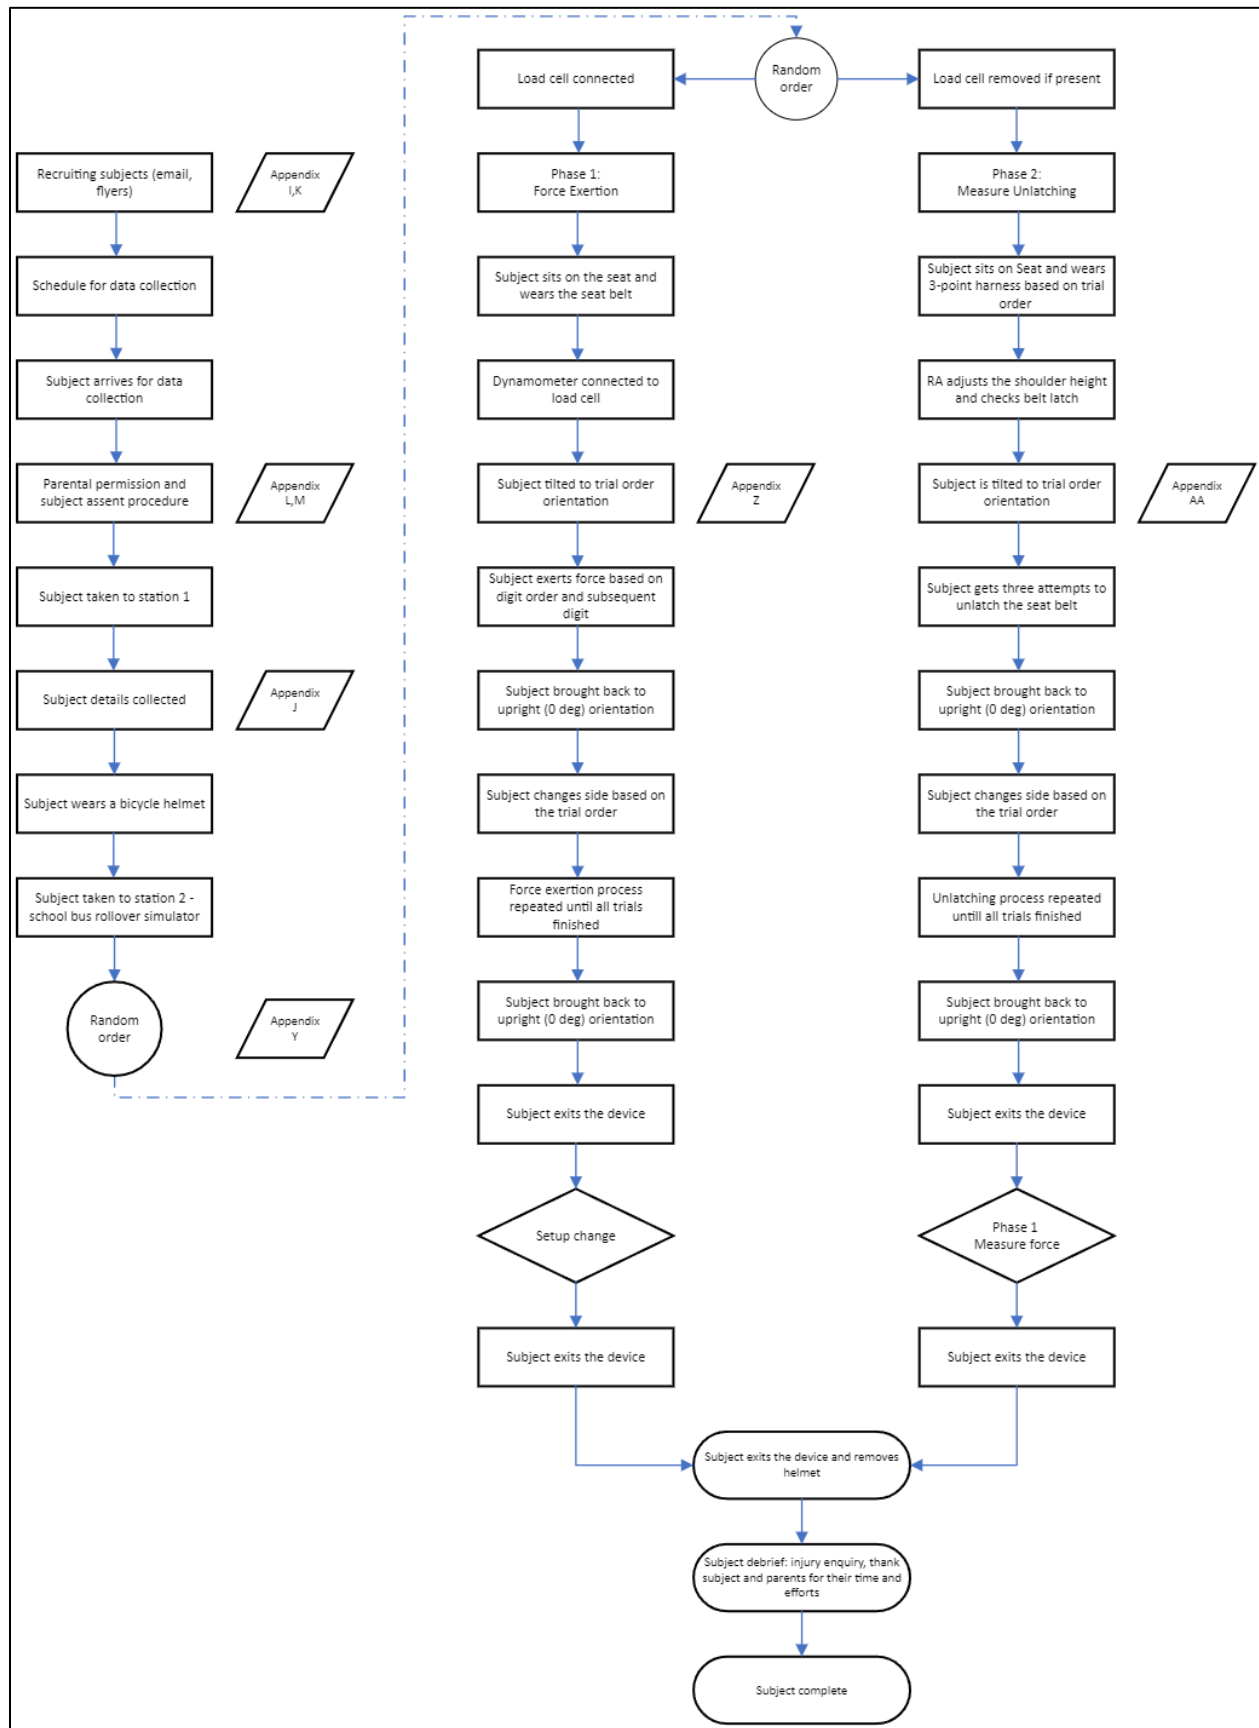 Recruiting subjects (email,
flyers)
Appendix
I,K
Schedule for data collection
Subject arrives for data
collection
Parental permission and
subject assent procedure
Appendix
L,M
Subject taken to station 1
Subject details collected
Appendix
J
Subject wears a bicycle helmet
Subject taken to station 2 -
school bus rollover simulator
Random
order
Appendix
Y
Random
order
Load cell connected
Phase 1:
Force Exertion
Subject sits on the seat and
wears the seat belt
Dynamometer connected to
load cell
Subject tilted to trial order
orientation
Appendix
Z
Subject exerts force based on
digit order and subsequent
digit
Subject brought back to
upright (0 deg) orientation
Subject changes side based on
the trial order
Force exertion process
repeated until all trials
finished
Subject brought back to
upright (0 deg) orientation
Subject exits the device
Setup change
Subject exits the device
Load cell removed if present
Phase 2:
Measure Unlatching
Subject sits on Seat and wears
3-point harness based on trial
order
RA adjusts the shoulder height
and checks belt latch
Subject is tilted to trial order
orientation
Appendix
AA
Subject gets three attempts to
unlatch the seat belt
Subject brought back to
upright (0 deg) orientation
Subject changes side based on
the trial order
Unlatching process repeated
untill all trials finished
Subject brought back to
upright (0 deg) orientation
Subject exits the device
Phase 1
Measure force
Subject exits the device
Subject exits the device and removes
helmet
Subject debrief: injury enquiry, thank
subject and parents for their time and
efforts
Subject complete